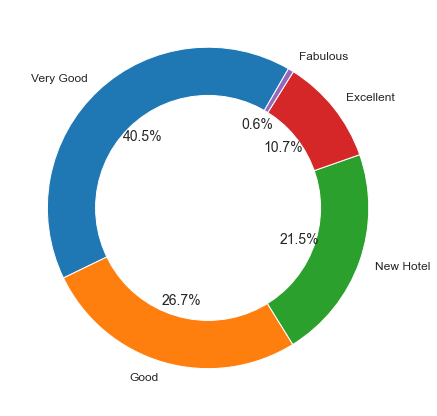 Fabulous
Very Good
Excellent
0.6%
40.5%
10.7%
21.5%
New Hotel
26.7%
Good